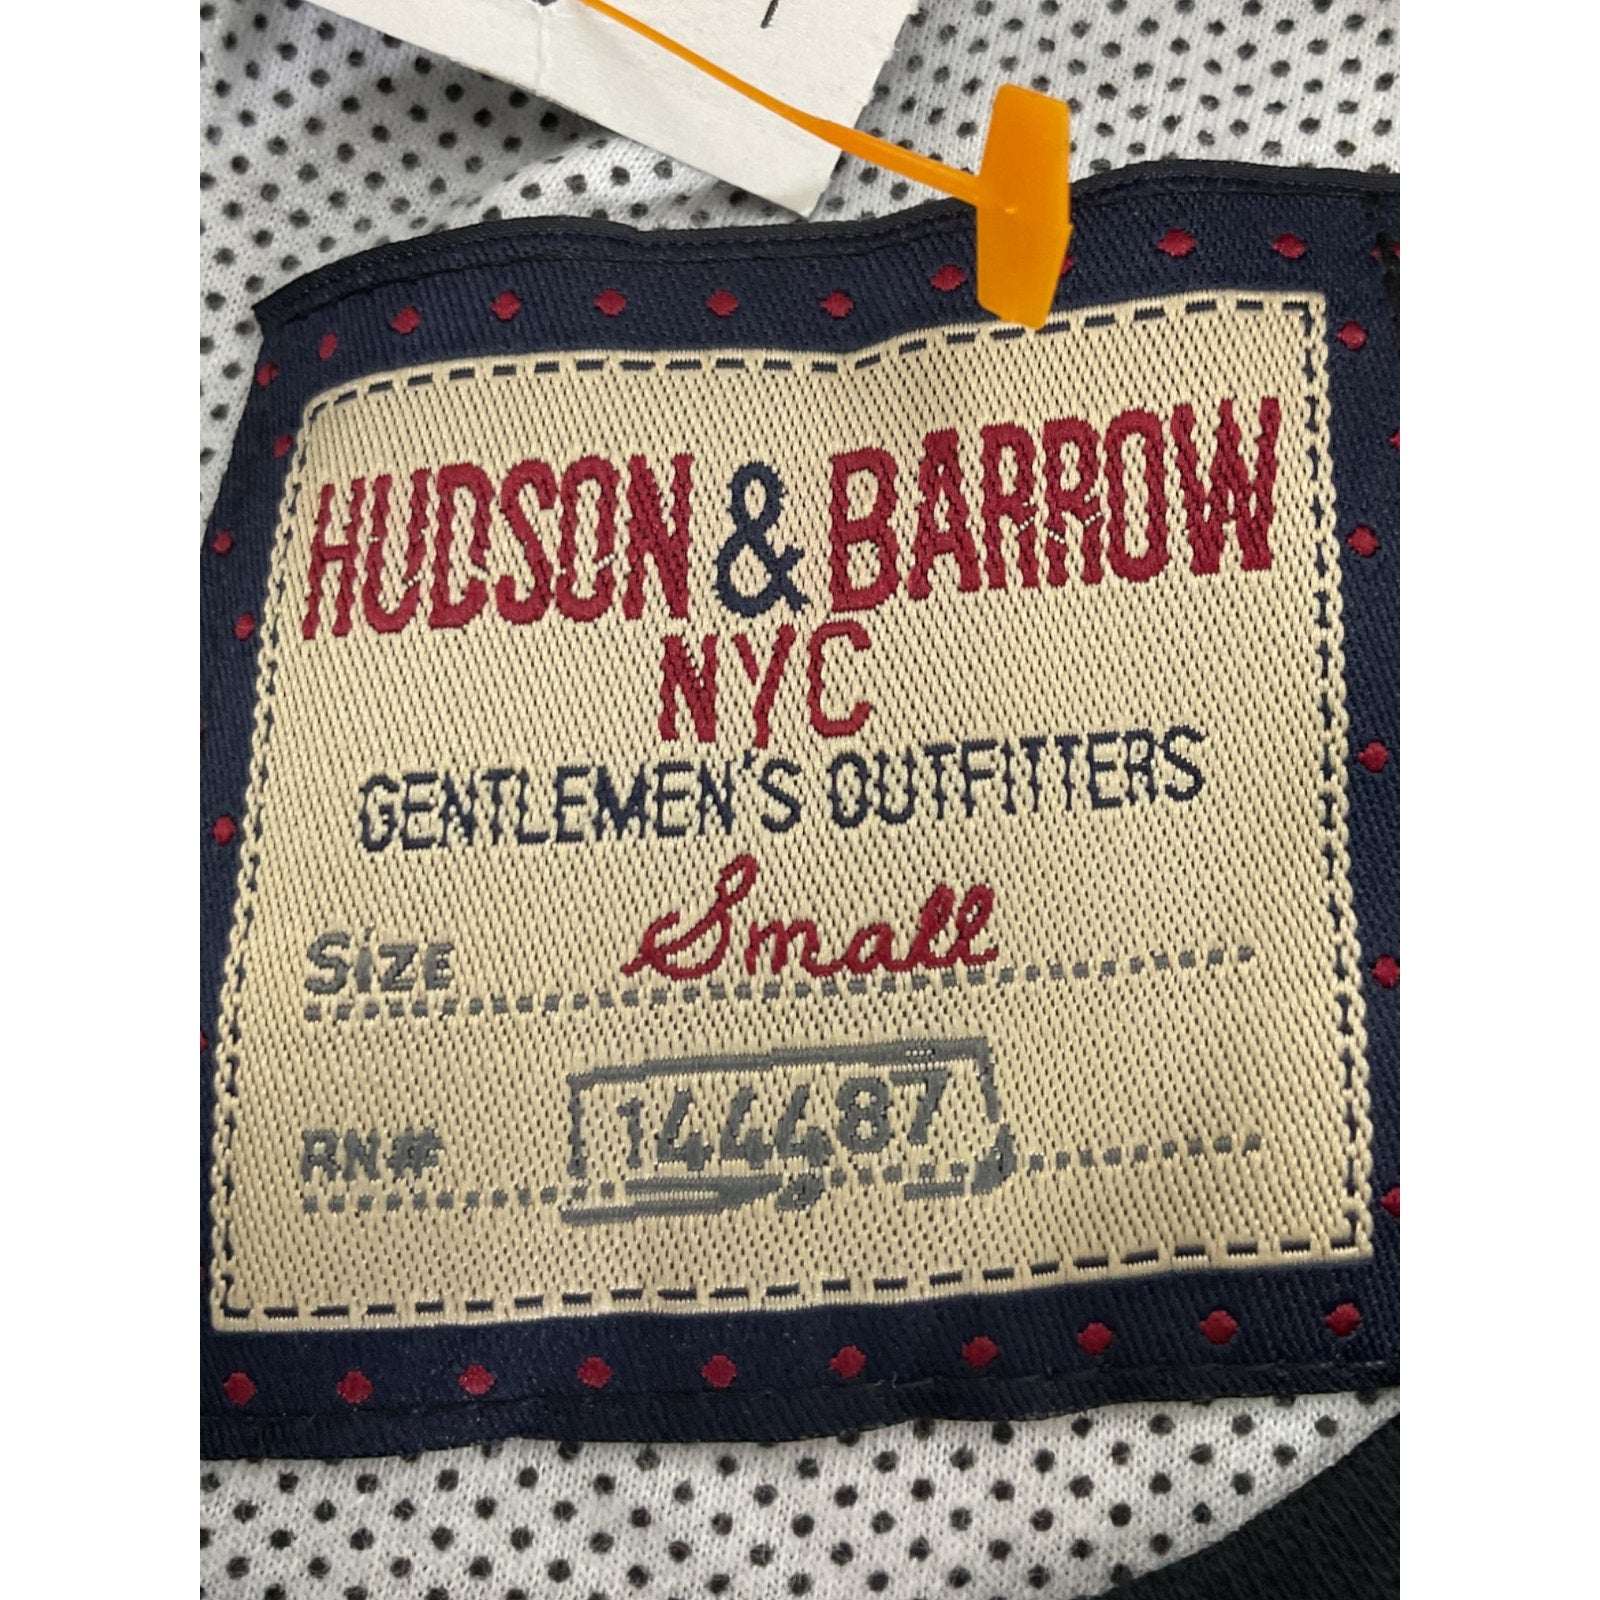 HUDSON & BARROW
NYC
GENTLEMEN'S OUTFITTERS
SIZE Small
RN# 144487